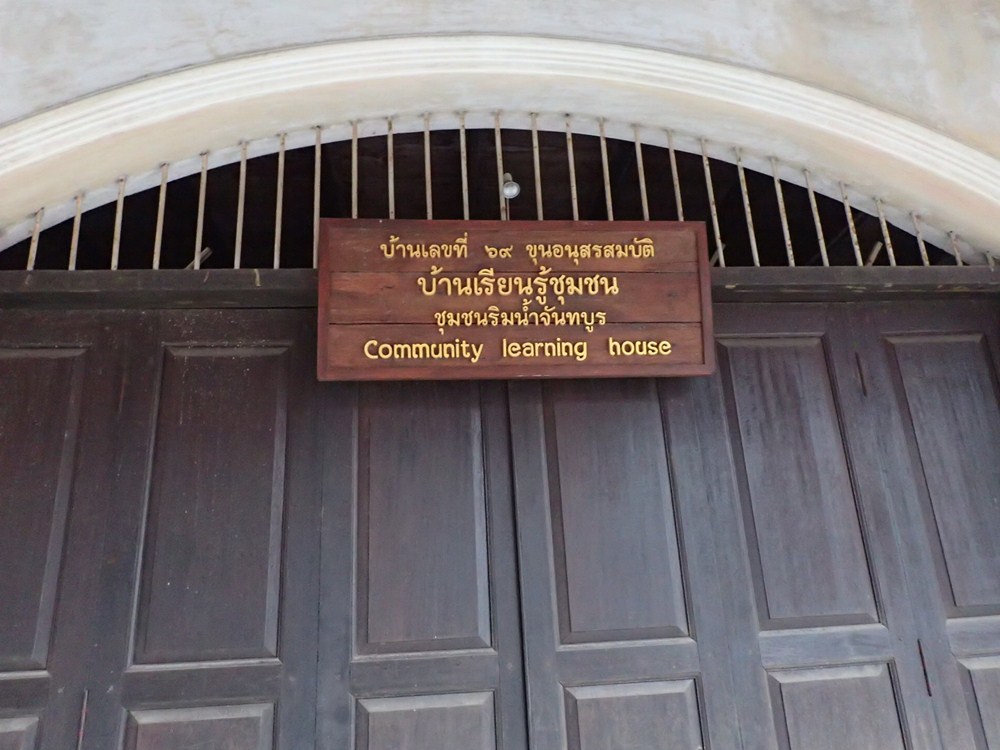 บ้านเลขที่ ๖๙ ขุนอนุสรสมบัติ
บ้านเรียนรู้ชุมชน
ชุมชนริมน้ำจันทบูร
Community learning house